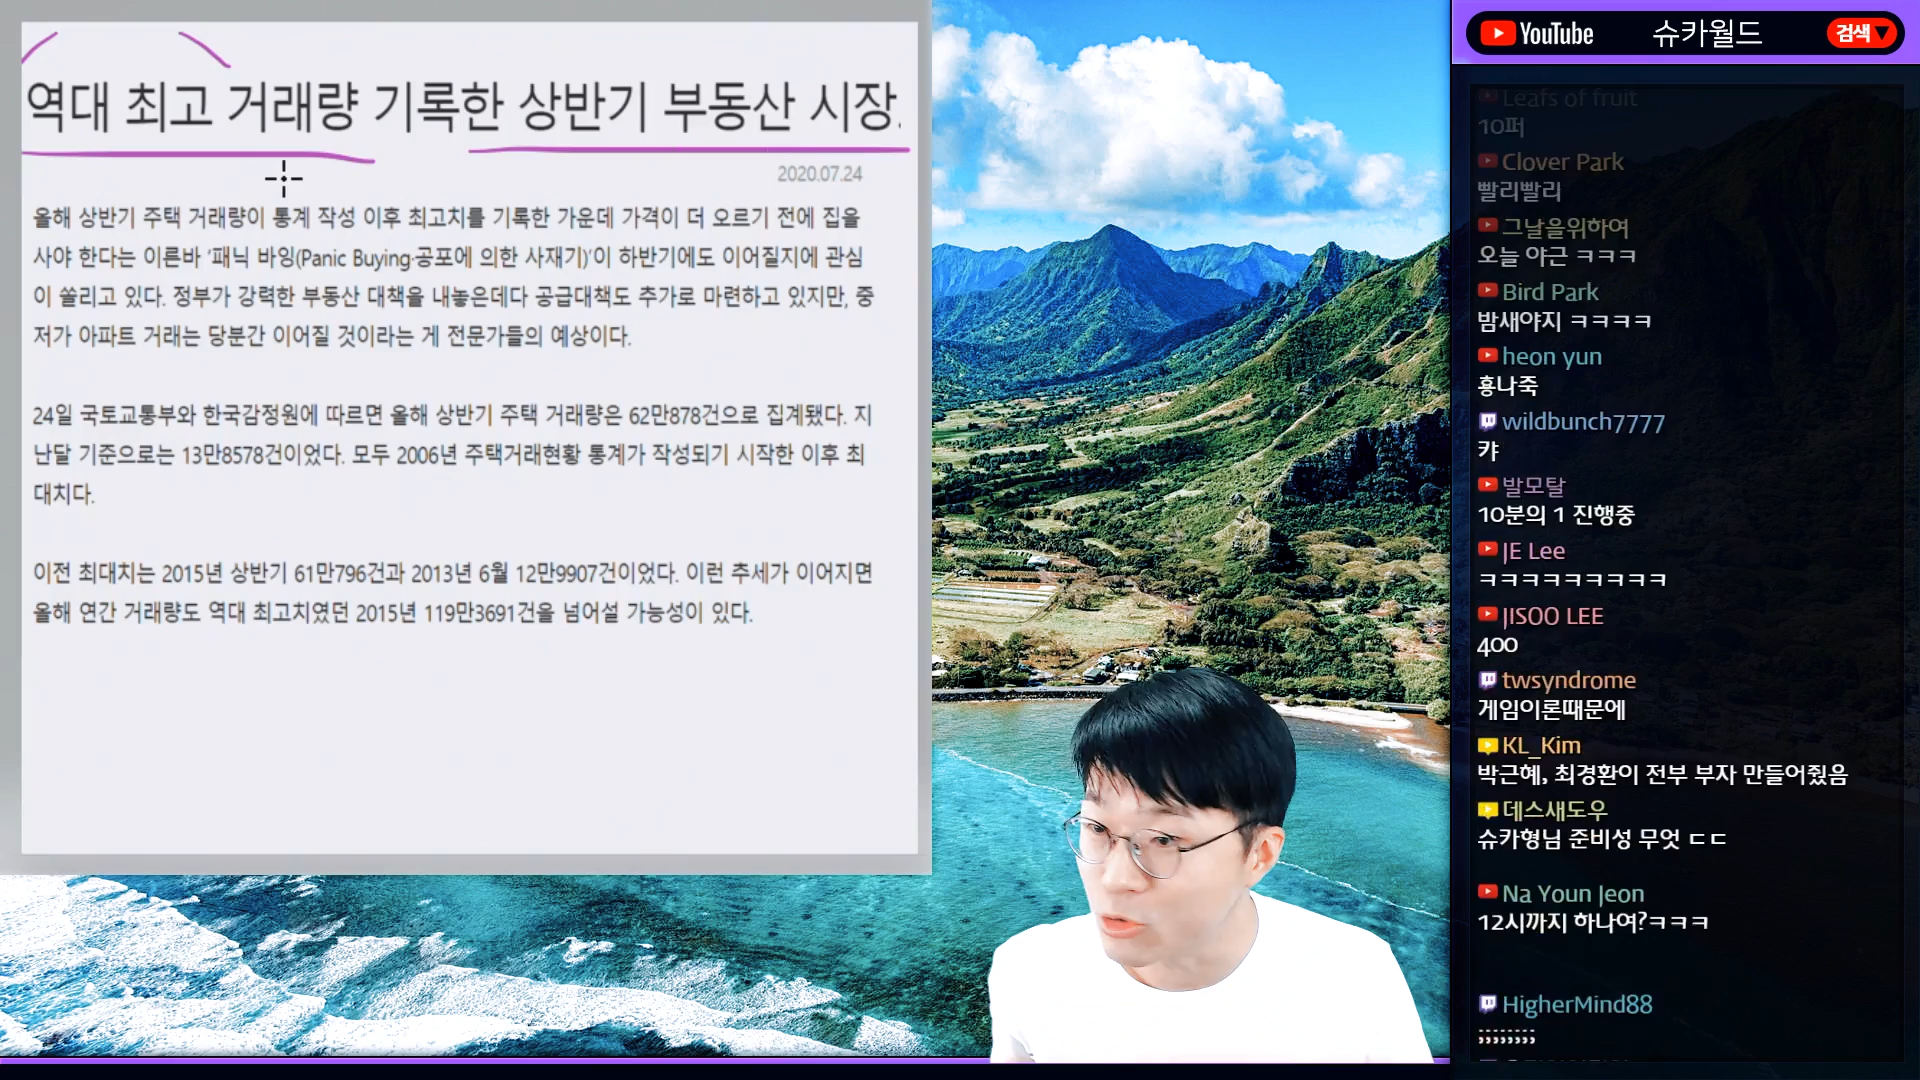 역대 최고 거래량 기록한 상반기 부동산 시장
2020.07.24
올해 상반기 주택 거래량이 통계 작성 이후 최고치를 기록한 가운데 가격이 더 오르기 전에 집을
사야 한다는 이른바 '패닉 바잉(Panic Buying·공포에 의한 사재기)'이 하반기에도 이어질지에 관심
이 쏠리고 있다. 정부가 강력한 부동산 대책을 내놓은데다 공급대책도 추가로 마련하고 있지만, 중
저가 아파트 거래는 당분간 이어질 것이라는 게 전문가들의 예상이다.
24일 국토교통부와 한국감정원에 따르면 올해 상반기 주택 거래량은 62만878건으로 집계됐다. 지
난달 기준으로는 13만8578건이었다. 모두 2006년 주택거래현황 통계가 작성되기 시작한 이후 최
대치다.
이전 최대치는 2015년 상반기 61만796건과 2013년 6월 12만9907건이었다. 이런 추세가 이어지면
올해 연간 거래량도 역대 최고치였던 2015년 119만3691건을 넘어설 가능성이 있다.
YouTube 슈카월드 검색▼
Leafs of fruit
10퍼
Clover Park
빨리빨리
그날을위하여
오늘 야근 ㅋㅋㅋ
Bird Park
밤새야지 ㅋㅋㅋㅋ
heon yun
흥나죽
wildbunch7777
캬
발모탈
10분의 1 진행중
JE Lee
ㅋㅋㅋㅋㅋㅋㅋㅋㅋ
JISOO LEE
400
twsyndrome
게임이론때문에
KL_Kim
박근혜, 최경환이 전부 부자 만들어줬음
데스섀도우
슈카형님 준비성 무엇 ㄷㄷ
Na Youn Jeon
12시까지 하나여?ㅋㅋㅋ
HigherMind88
;;;;;;;;